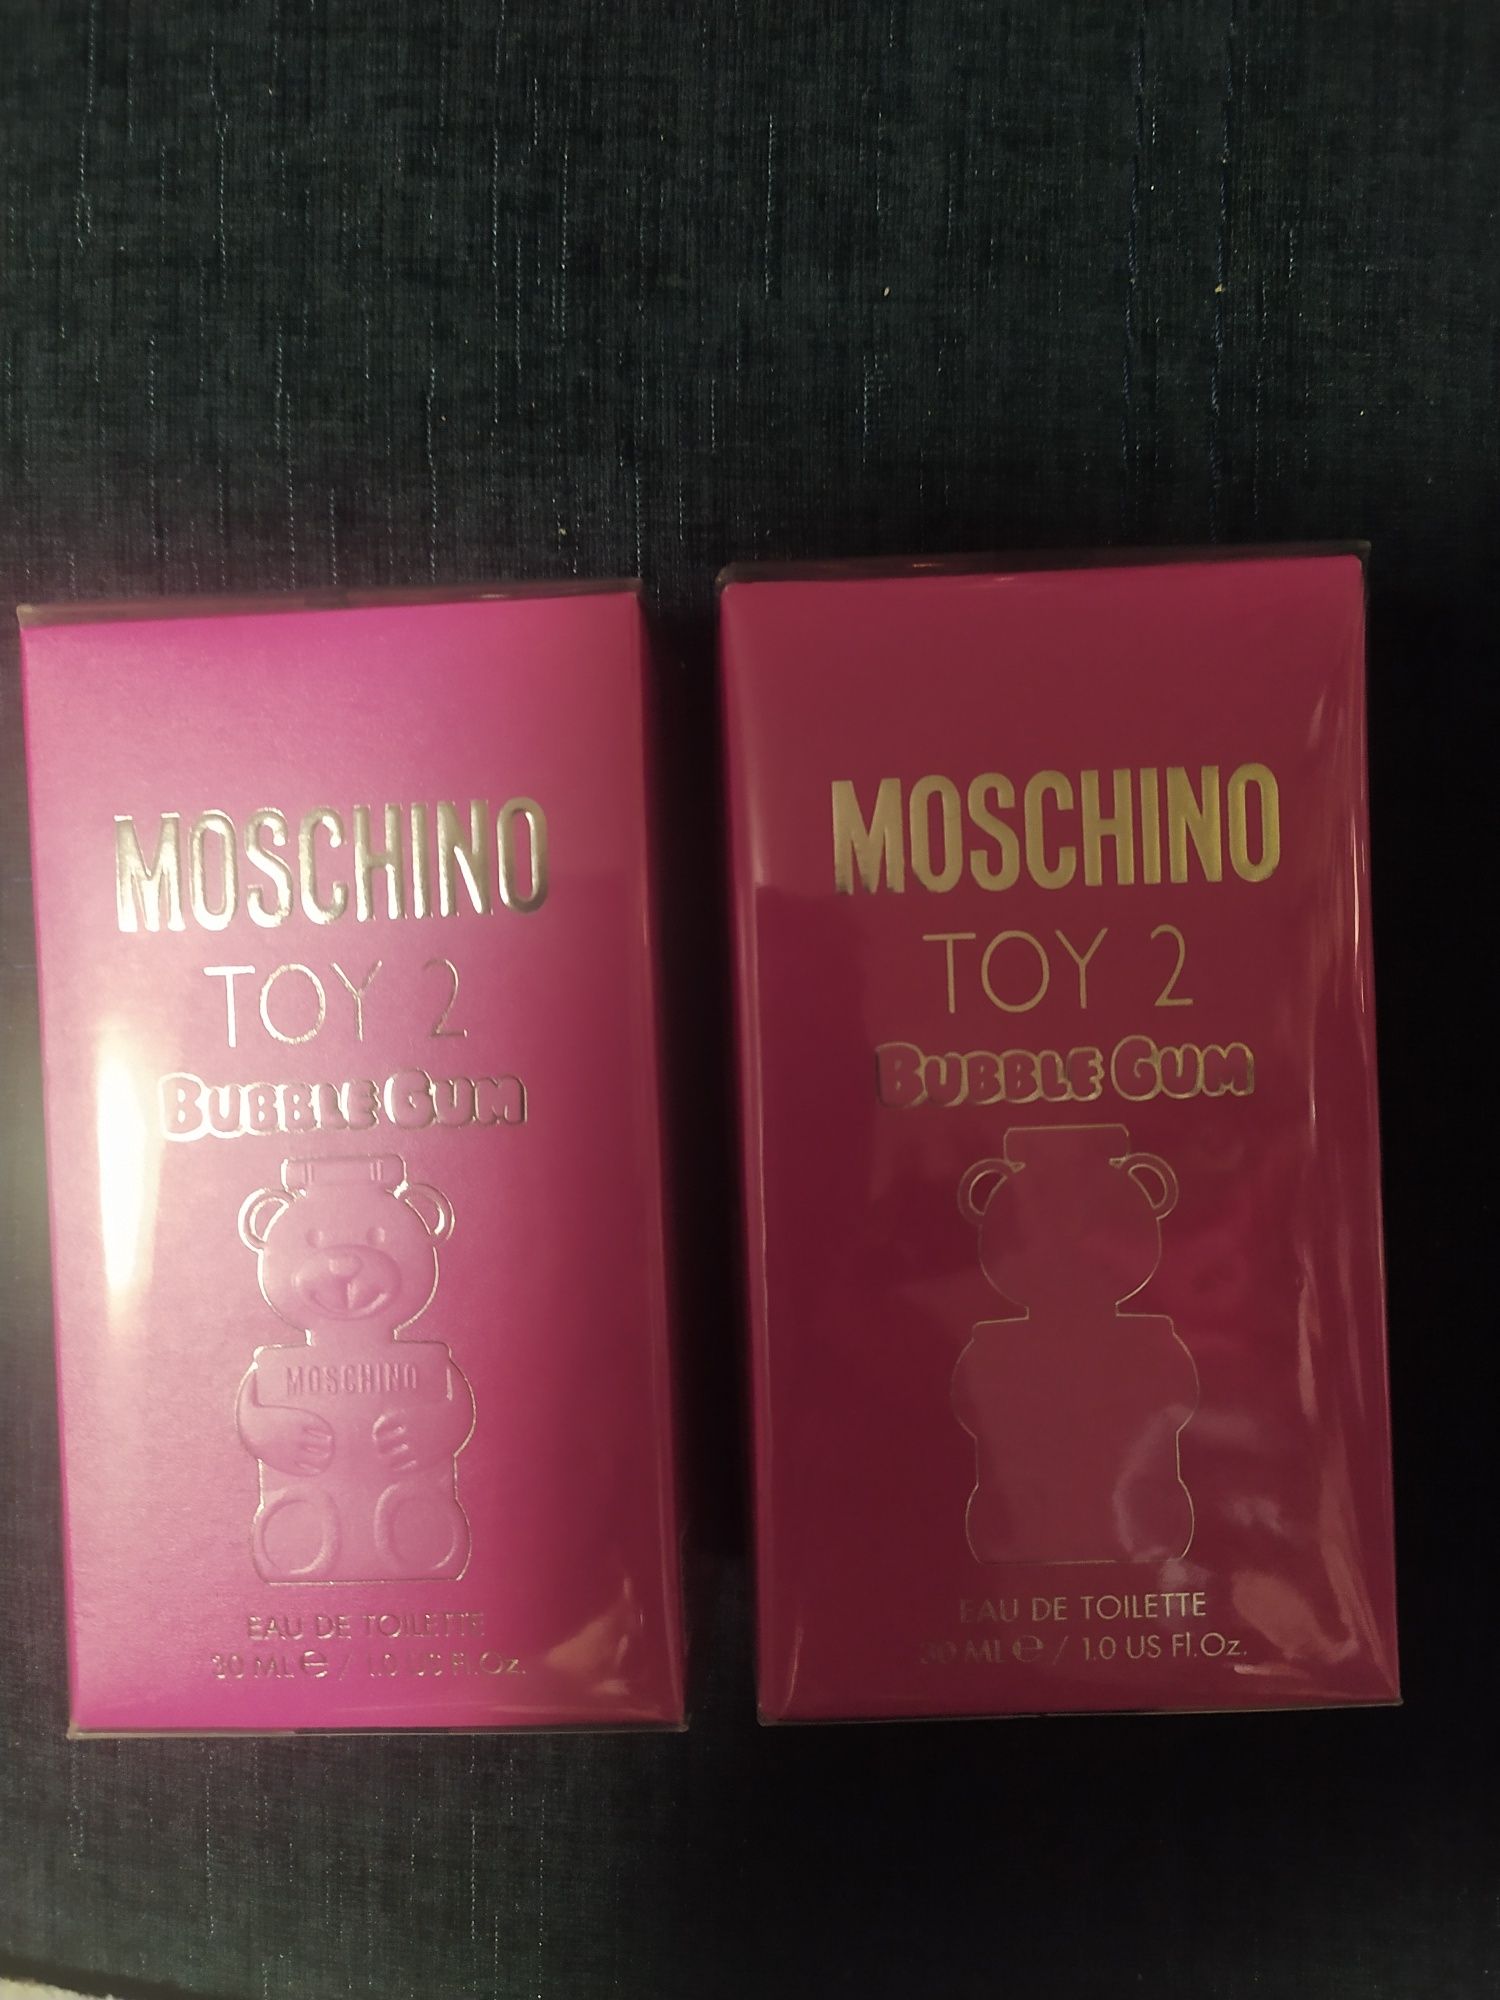 MOSCHINO
TOY 2
BUBBLE GUM
MOSCHINO
EAU DE TOILETTE
30 ML e / 1.0 US Fl.Oz.
MOSCHINO
TOY 2
BUBBLE GUM
EAU DE TOILETTE
30 ML e / 1.0 US Fl.Oz.